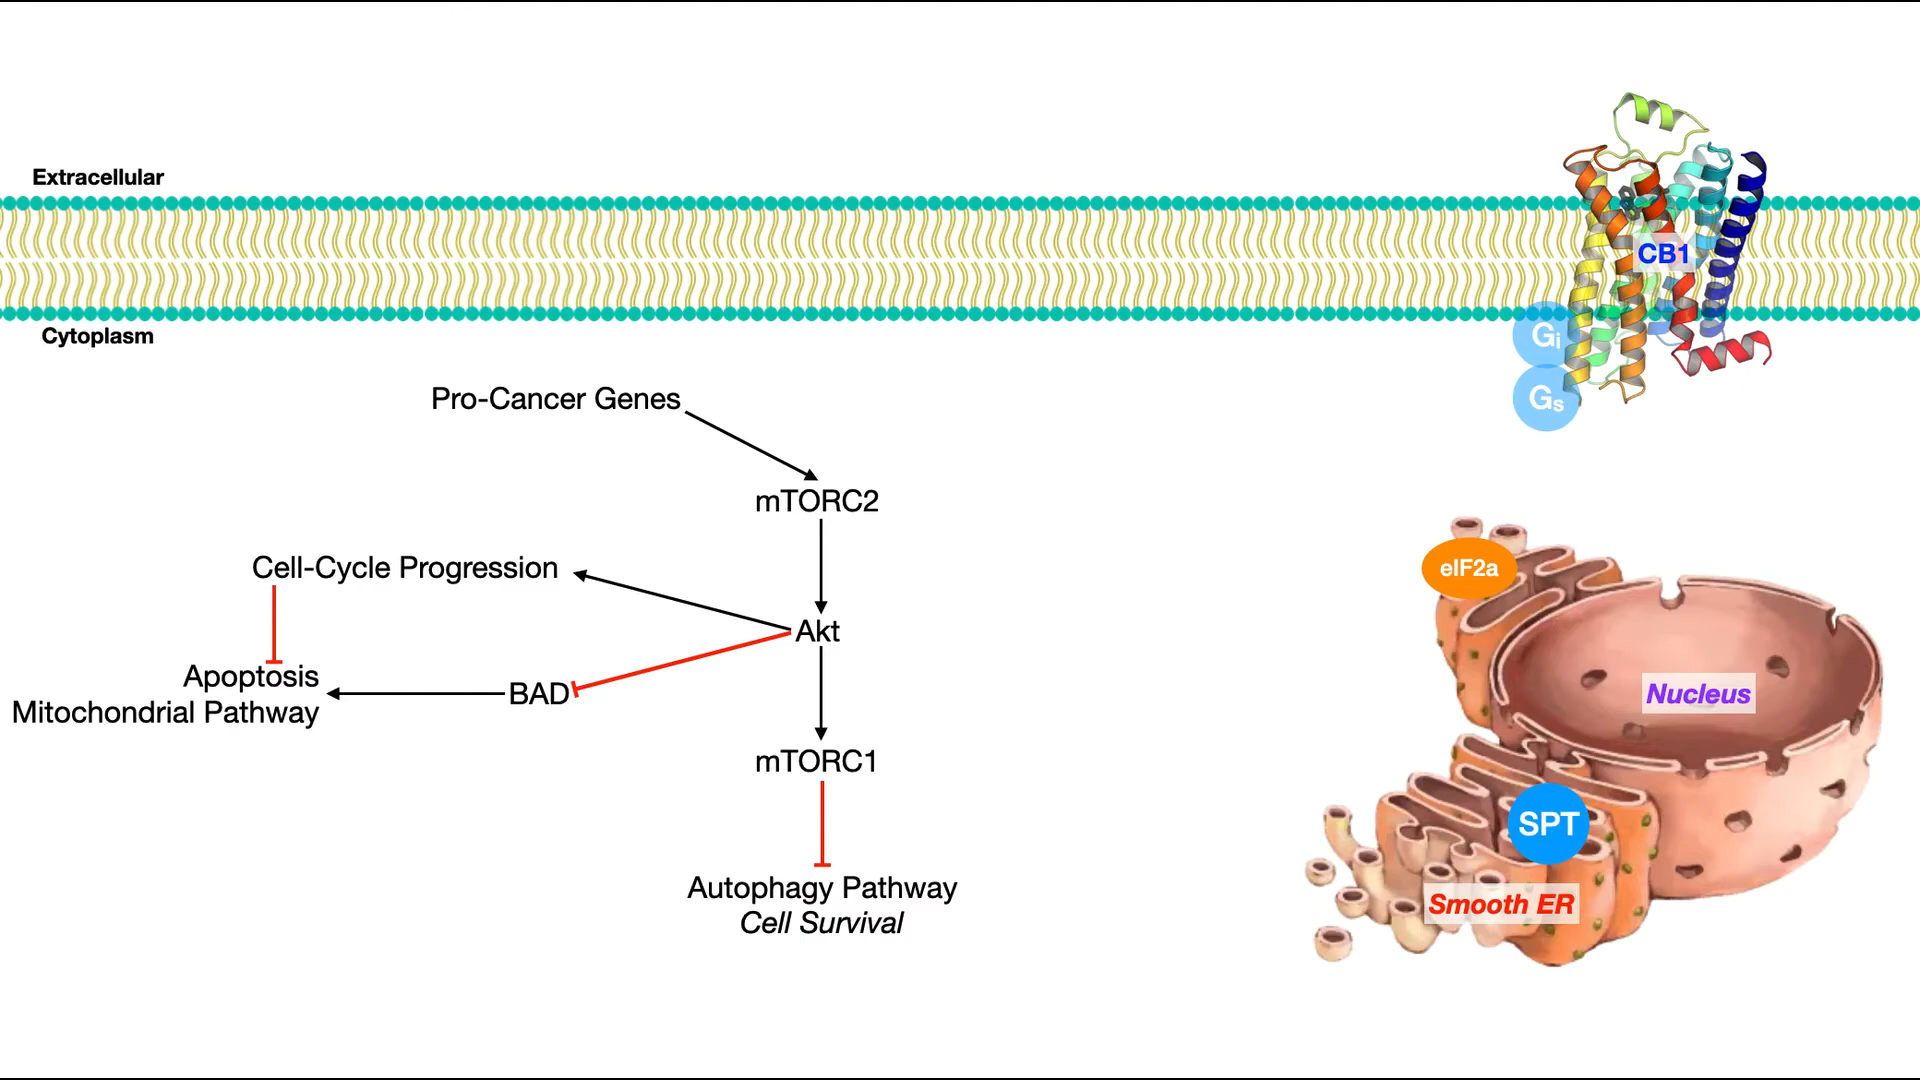 Extracellular
CB1
Cytoplasm
Gi
Gs
Pro-Cancer Genes
mTORC2
Cell-Cycle Progression
eIF2a
Akt
Apoptosis
Mitochondrial Pathway
BAD
Nucleus
mTORC1
SPT
Autophagy Pathway
Cell Survival
Smooth ER